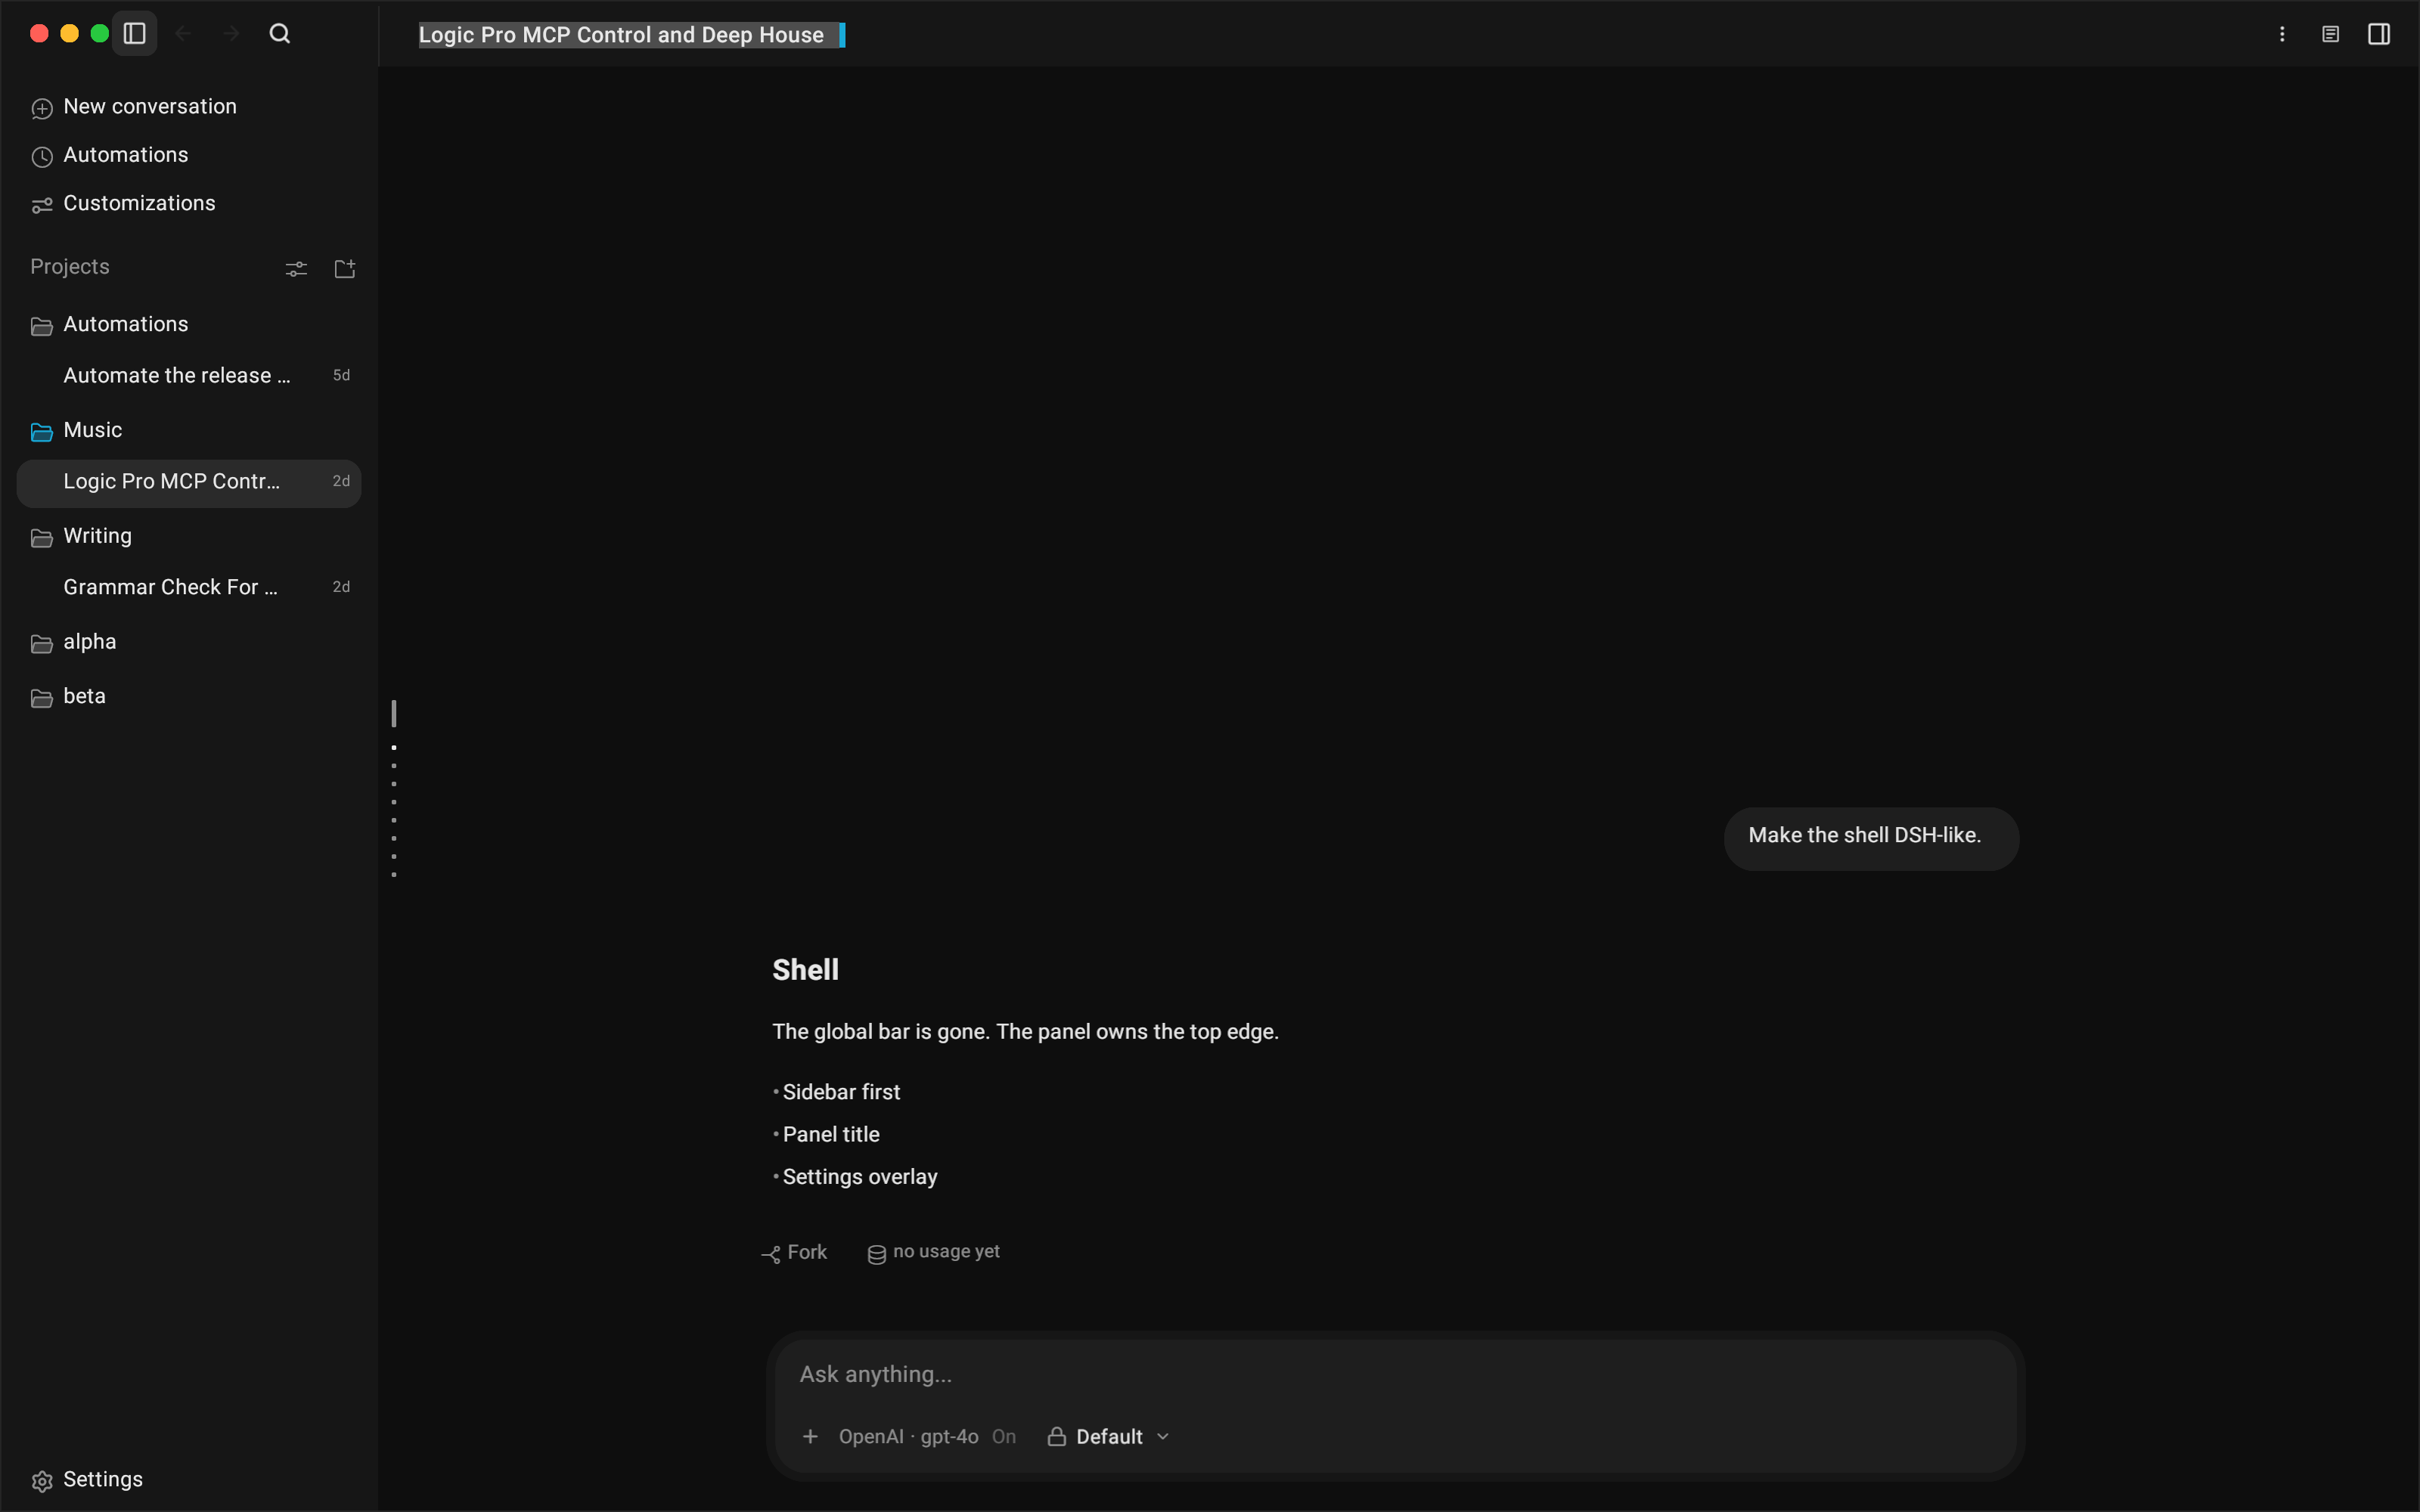 Logic Pro MCP Control and Deep House
New conversation
Automations
Customizations
Projects
Automations
Automate the release ... 5d
Music
Logic Pro MCP Contr... 2d
Writing
Grammar Check For ... 2d
alpha
beta
Settings
Make the shell DSH-like.
Shell
The global bar is gone. The panel owns the top edge.
• Sidebar first
• Panel title
• Settings overlay
Fork no usage yet
Ask anything...
+ OpenAI · gpt-4o On Default